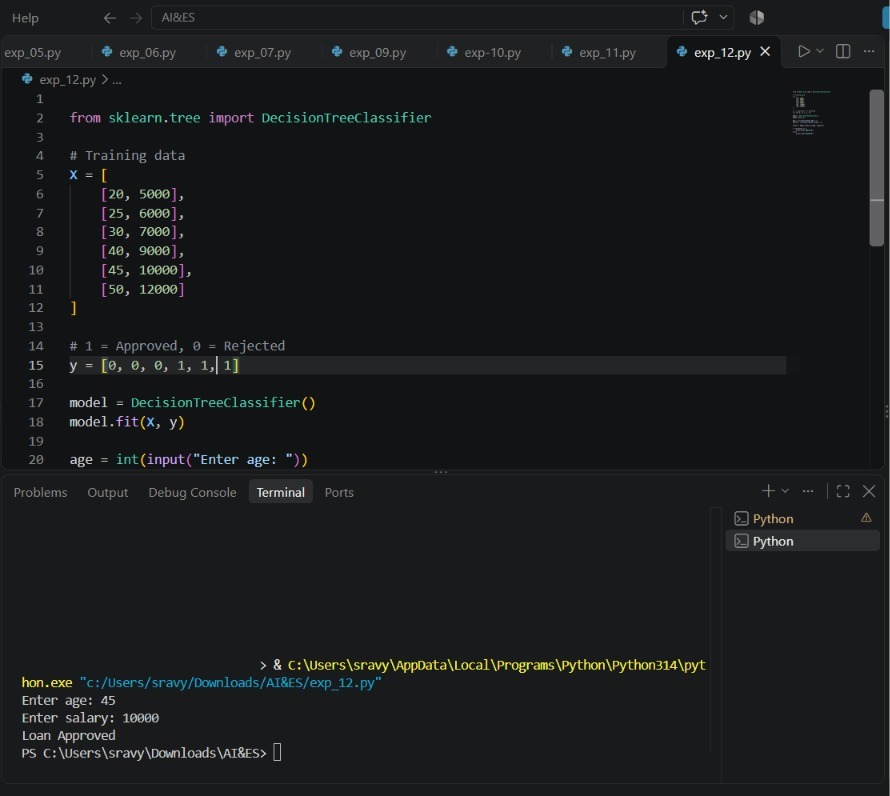 Help
AI&ES
exp_05.py
exp_06.py
exp_07.py
exp_09.py
exp-10.py
exp_11.py
exp_12.py
exp_12.py > ...
1
2 from sklearn.tree import DecisionTreeClassifier
3
4 # Training data
5 X = [
6 [20, 5000],
7 [25, 6000],
8 [30, 7000],
9 [40, 9000],
10 [45, 10000],
11 [50, 12000]
12 ]
13
14 # 1 = Approved, 0 = Rejected
15 y = [0, 0, 0, 1, 1, 1]
16
17 model = DecisionTreeClassifier()
18 model.fit(X, y)
19
20 age = int(input("Enter age: "))
Problems Output Debug Console Terminal Ports
Python
Python
> & C:\Users\sravy\AppData\Local\Programs\Python\Python314\pyt
hon.exe "c:/Users/sravy/Downloads/AI&ES/exp_12.py"
Enter age: 45
Enter salary: 10000
Loan Approved
PS C:\Users\sravy\Downloads\AI&ES>